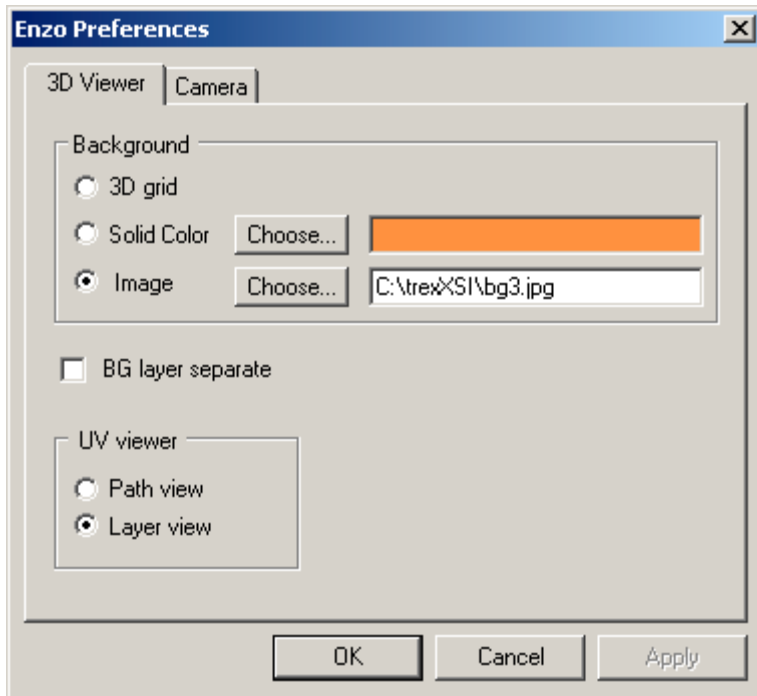 Enzo Preferences
3D Viewer Camera
Background
3D grid
Solid Color Choose...
Image Choose... C:\trexXSI\bg3.jpg
BG layer separate
UV viewer
Path view
Layer view
OK Cancel Apply